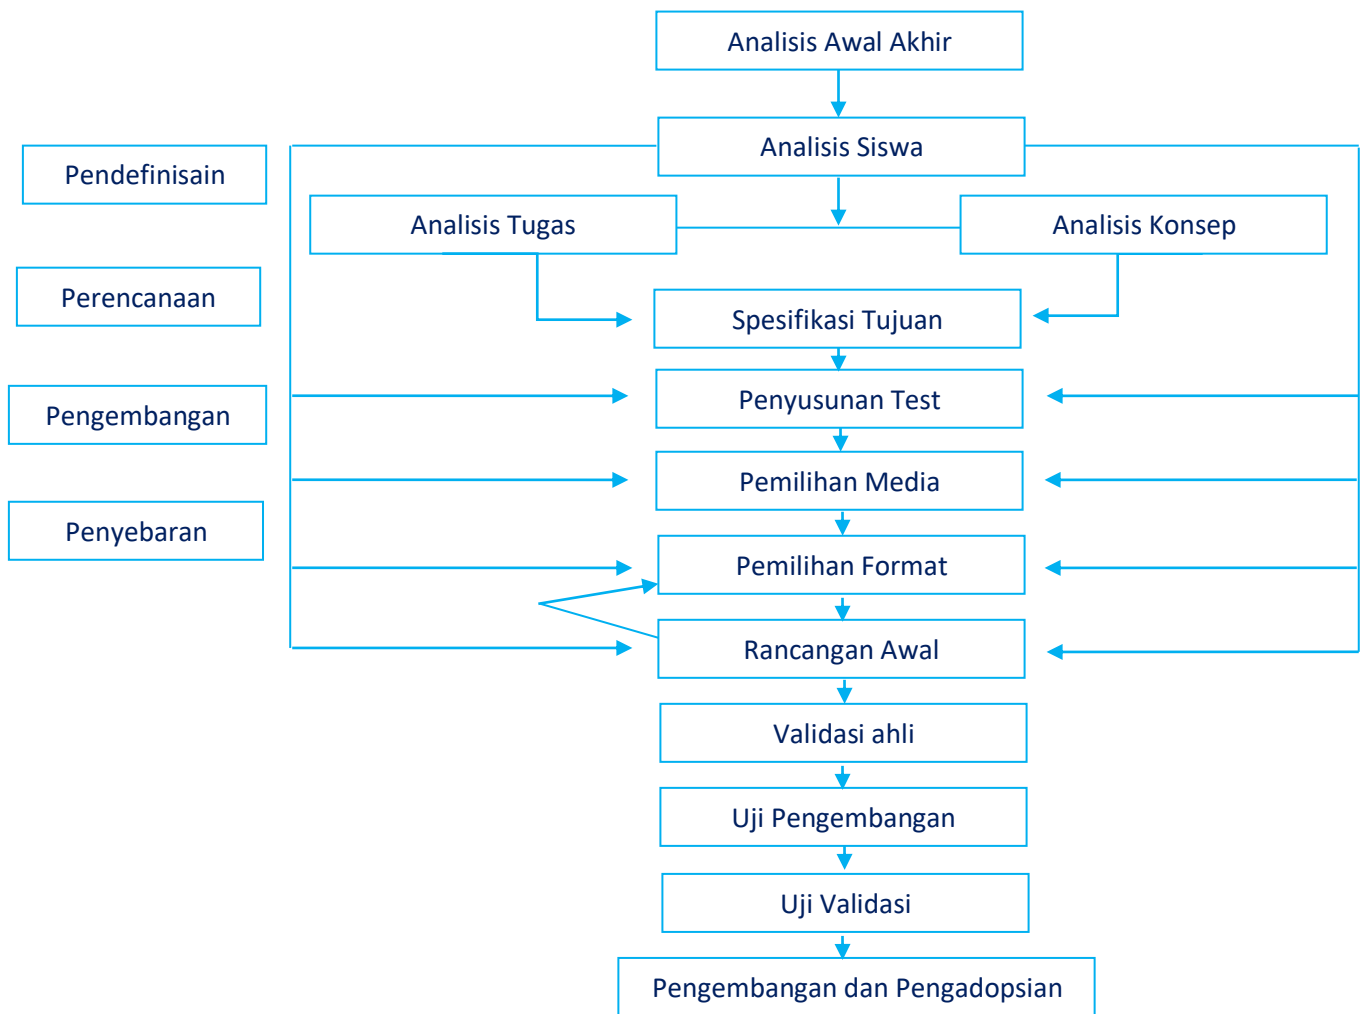 Analisis Awal Akhir
Analisis Siswa
Pendefinisain
Analisis Tugas
Analisis Konsep
Perencanaan
Spesifikasi Tujuan
Pengembangan
Penyusunan Test
Pemilihan Media
Penyebaran
Pemilihan Format
Rancangan Awal
Validasi ahli
Uji Pengembangan
Uji Validasi
Pengembangan dan Pengadopsian